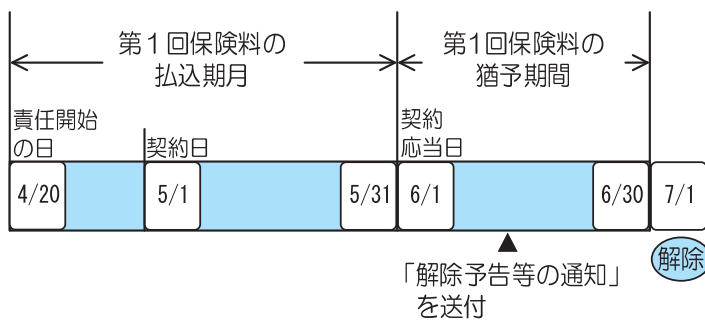 第１回保険料の
払込期月
第1回保険料の
猶予期間
責任開始
の日
契約日
契約
応当日
4/20
5/1
5/31
6/1
6/30
7/1
「解除予告等の通知」
を送付
解除